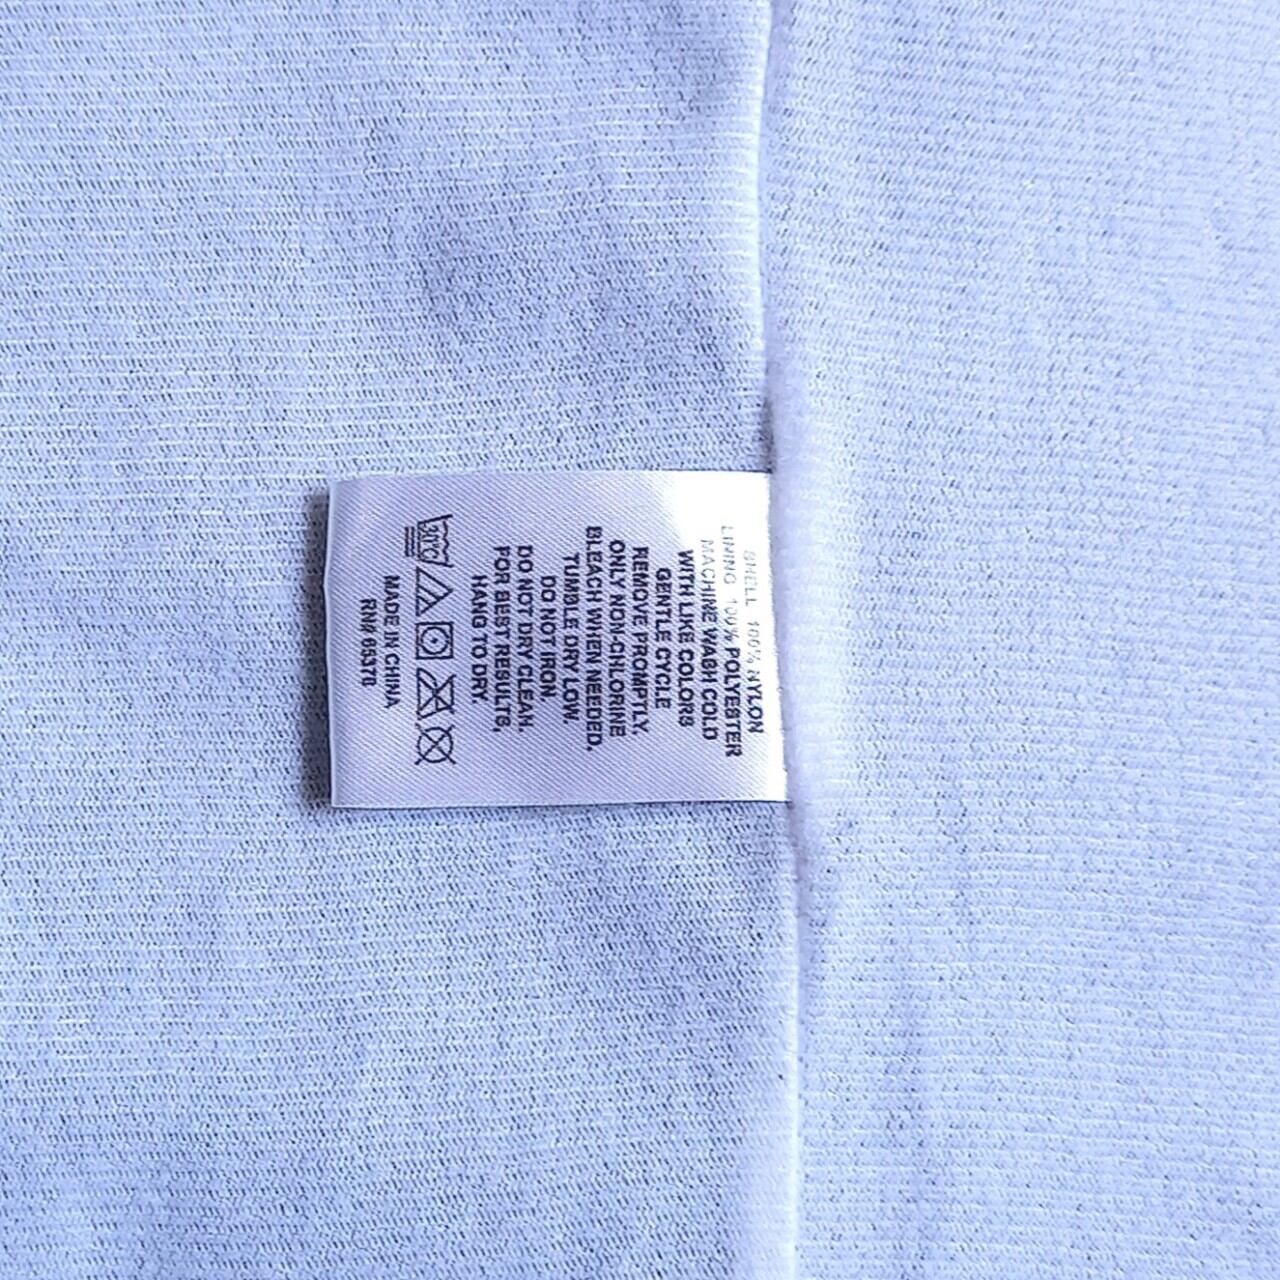 SHELL 100% NYLON
LINING 100% POLYESTER
MACHINE WASH COLD
WITH LIKE COLORS
GENTLE CYCLE
REMOVE PROMPTLY.
ONLY NON-CHLORINE
BLEACH WHEN NEEDED.
TUMBLE DRY LOW.
DO NOT IRON.
DO NOT DRY CLEAN.
FOR BEST RESULTS,
HANG TO DRY.
30°C
MADE IN CHINA
RN# 65378